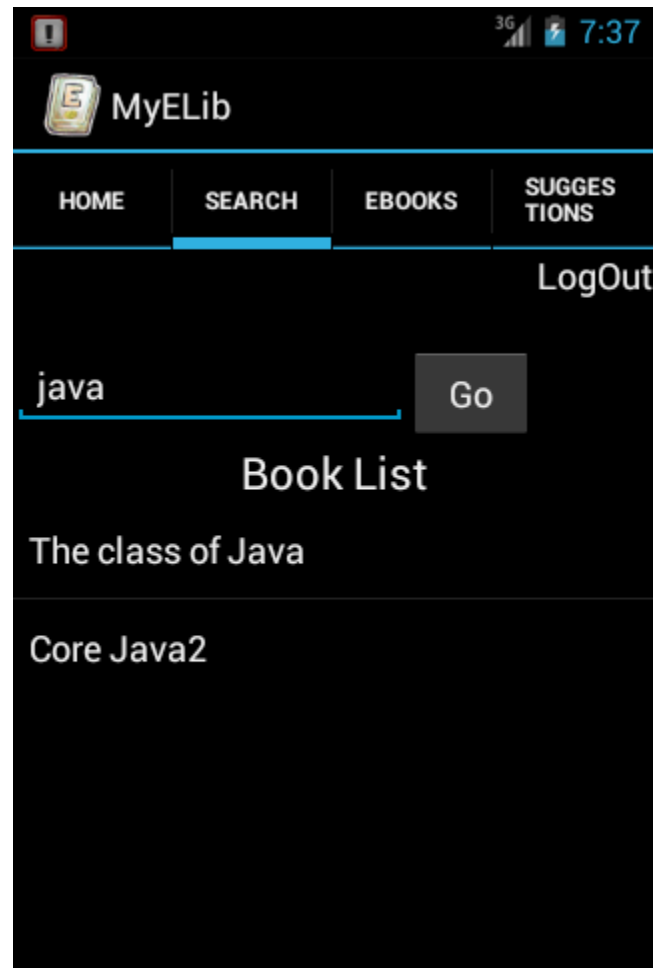 3G 7:37
E MyELib
HOME SEARCH EBOOKS SUGGES
TIONS
LogOut
java Go
Book List
The class of Java
Core Java2